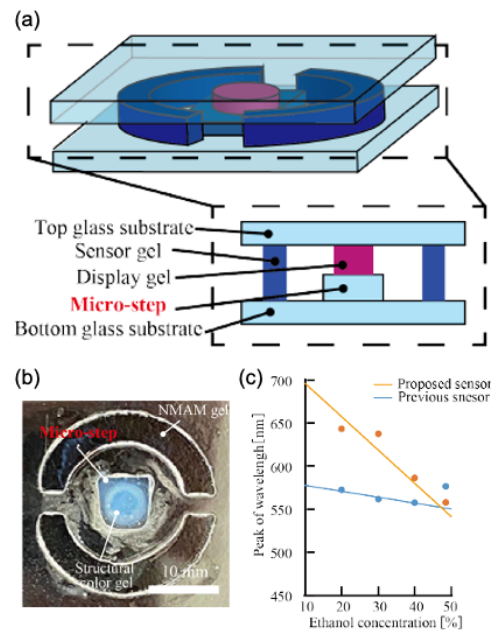 (a)
Top glass substrate
Sensor gel
Display gel
Micro-step
Bottom glass substrate
(b)
NMAM gel
Micro-step
Structural
color gel
10 mm
(c)
Proposed sensor
Previous snesor
Peak of wavelengh[nm]
700
650
600
550
500
450
10 20 30 40 50
Ethanol concentration[%]